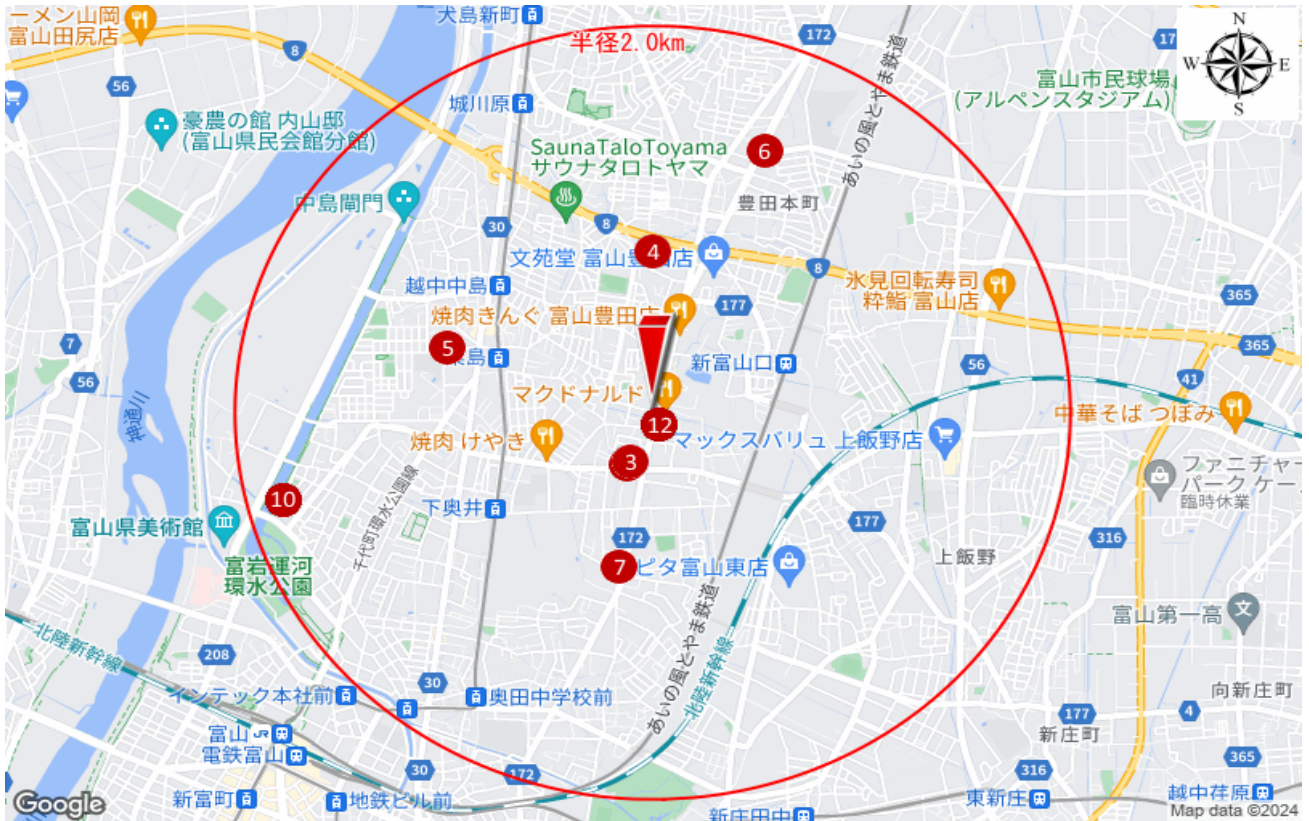 ーメン山岡
富山田尻店
犬島新町
半径2.0km
172
17
N
W
E
S
8
56
城川原
富山市民球場
(アルペンスタジアム)
豪農の館 内山邸
(富山県民会館分館)
SaunaTaloToyama
サウナタロトヤマ
6
あいの風とやま鉄道
中島閘門
豊田本町
30
8
4
文苑堂 富山豊田店
8
越中中島
氷見回転寿司
粋鮨 富山店
365
177
焼肉きんぐ 富山豊田店
7
5
島
新富山口
56
365
56
41
マクドナルド
神通川
12
中華そば つぼみ
焼肉 けやき
マックスバリュ 上飯野店
3
ファニチャー
パーク ケー
臨時休業
10
千代町環水公園線
下奥井
富山県美術館
177
172
316
上飯野
富岩運河
環水公園
7
ピタ富山東店
富山第一高
北陸新幹線
あいの風とやま鉄道
北陸新幹線
208
30
インテック本社前
奥田中学校前
向新庄町
177
4
富山
JR
新庄町
電鉄富山
365
30
172
316
新富町
地鉄ビル前
東新庄
越中荏原
新庄田中
Google
Map data ©2024